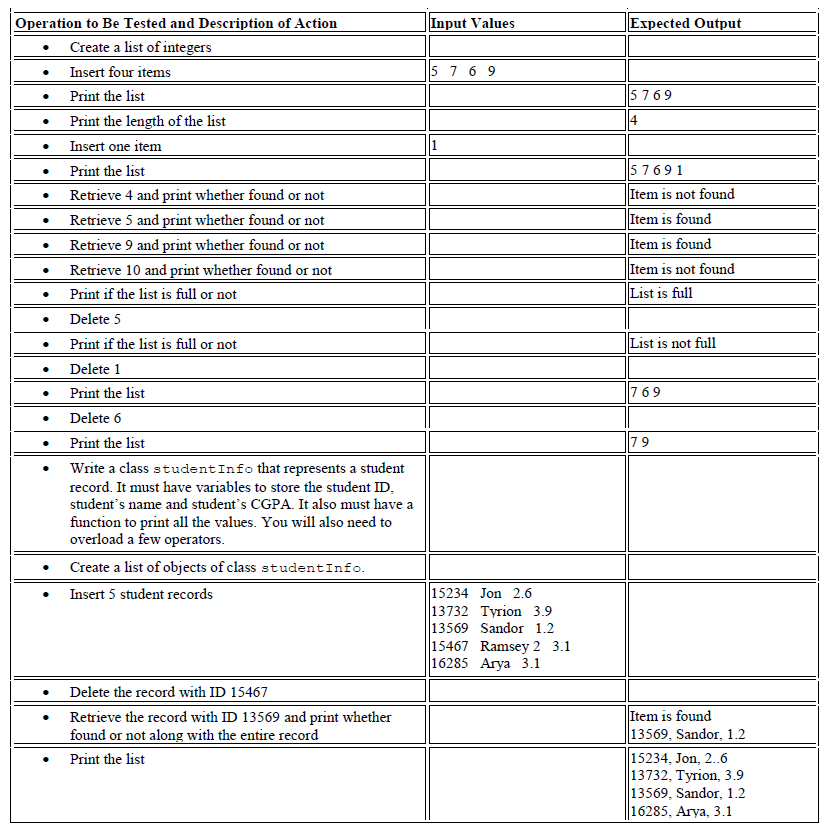 Operation to Be Tested and Description of Action Input Values Expected Output
• Create a list of integers
• Insert four items 5 7 6 9
• Print the list 5 7 6 9
• Print the length of the list 4
• Insert one item 1
• Print the list 5 7 6 9 1
• Retrieve 4 and print whether found or not Item is not found
• Retrieve 5 and print whether found or not Item is found
• Retrieve 9 and print whether found or not Item is found
• Retrieve 10 and print whether found or not Item is not found
• Print if the list is full or not List is full
• Delete 5
• Print if the list is full or not List is not full
• Delete 1
• Print the list 7 6 9
• Delete 6
• Print the list 7 9
• Write a class studentInfo that represents a student
record. It must have variables to store the student ID,
student's name and student's CGPA. It also must have a
function to print all the values. You will also need to
overload a few operators.
• Create a list of objects of class studentInfo.
• Insert 5 student records 15234 Jon 2.6
13732 Tyrion 3.9
13569 Sandor 1.2
15467 Ramsey 2 3.1
16285 Arya 3.1
• Delete the record with ID 15467
• Retrieve the record with ID 13569 and print whether Item is found
found or not along with the entire record 13569, Sandor, 1.2
• Print the list 15234, Jon, 2..6
13732, Tyrion, 3.9
13569, Sandor, 1.2
16285, Arya, 3.1